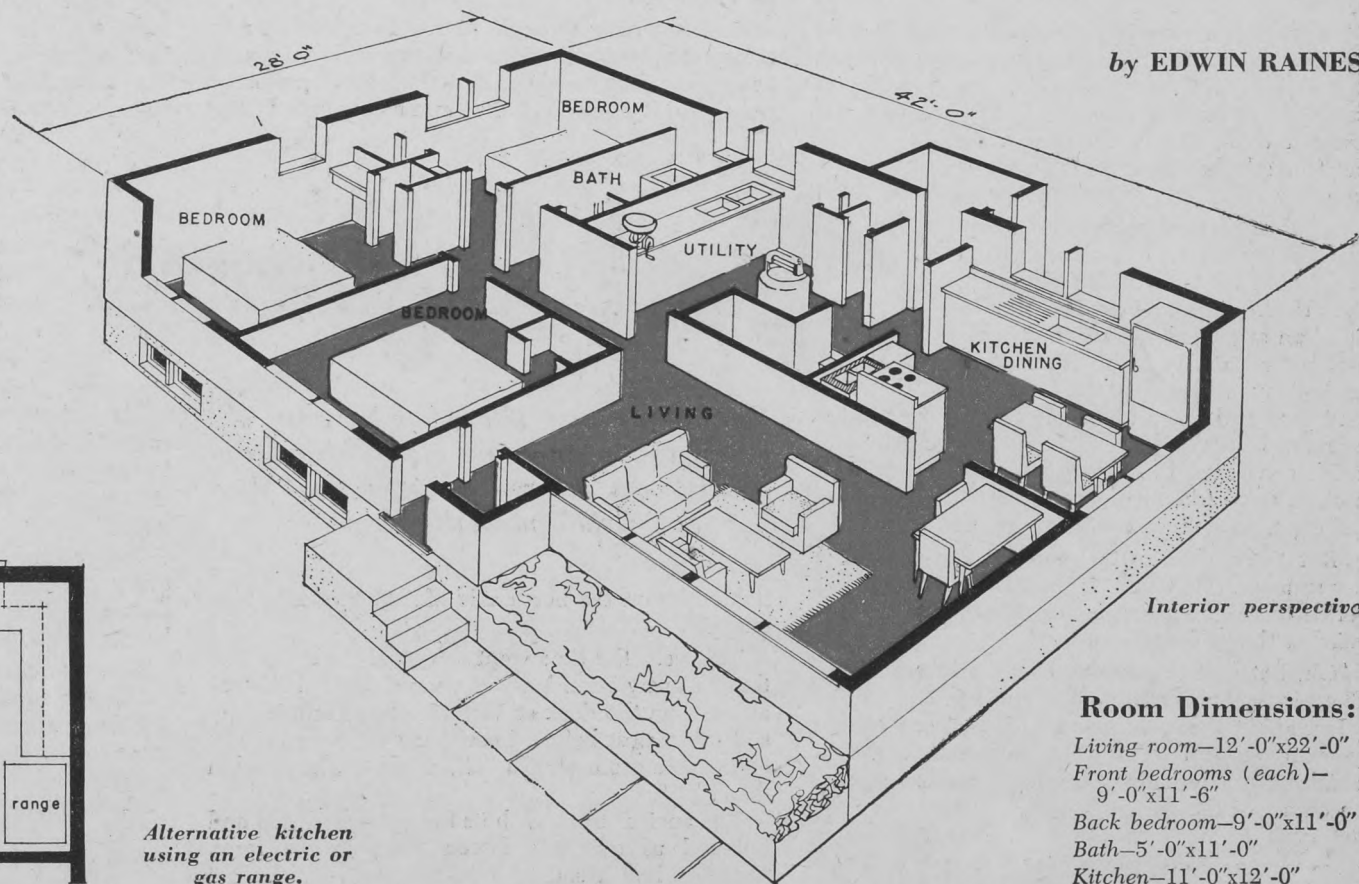 by EDWIN RAINES
28' 0"
42'- 0"
BEDROOM
BATH
BEDROOM
UTILITY
BEDROOM
KITCHEN
DINING
LIVING
Interior perspective
range
Alternative kitchen
using an electric or
gas range.
Room Dimensions:
Living room—12'-0"x22'-0"
Front bedrooms (each)—
9'-0"x11'-6"
Back bedroom—9'-0"x11'-0"
Bath—5'-0"x11'-0"
Kitchen—11'-0"x12'-0"